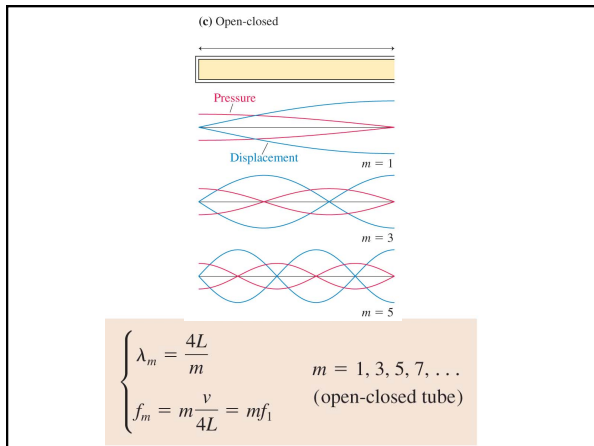 (c) Open-closed
Pressure
Displacement
m = 1
m = 3
m = 5
λₘ = 4L/m
m = 1, 3, 5, 7, . . .
(open-closed tube)
fₘ = m v/4L = mf₁